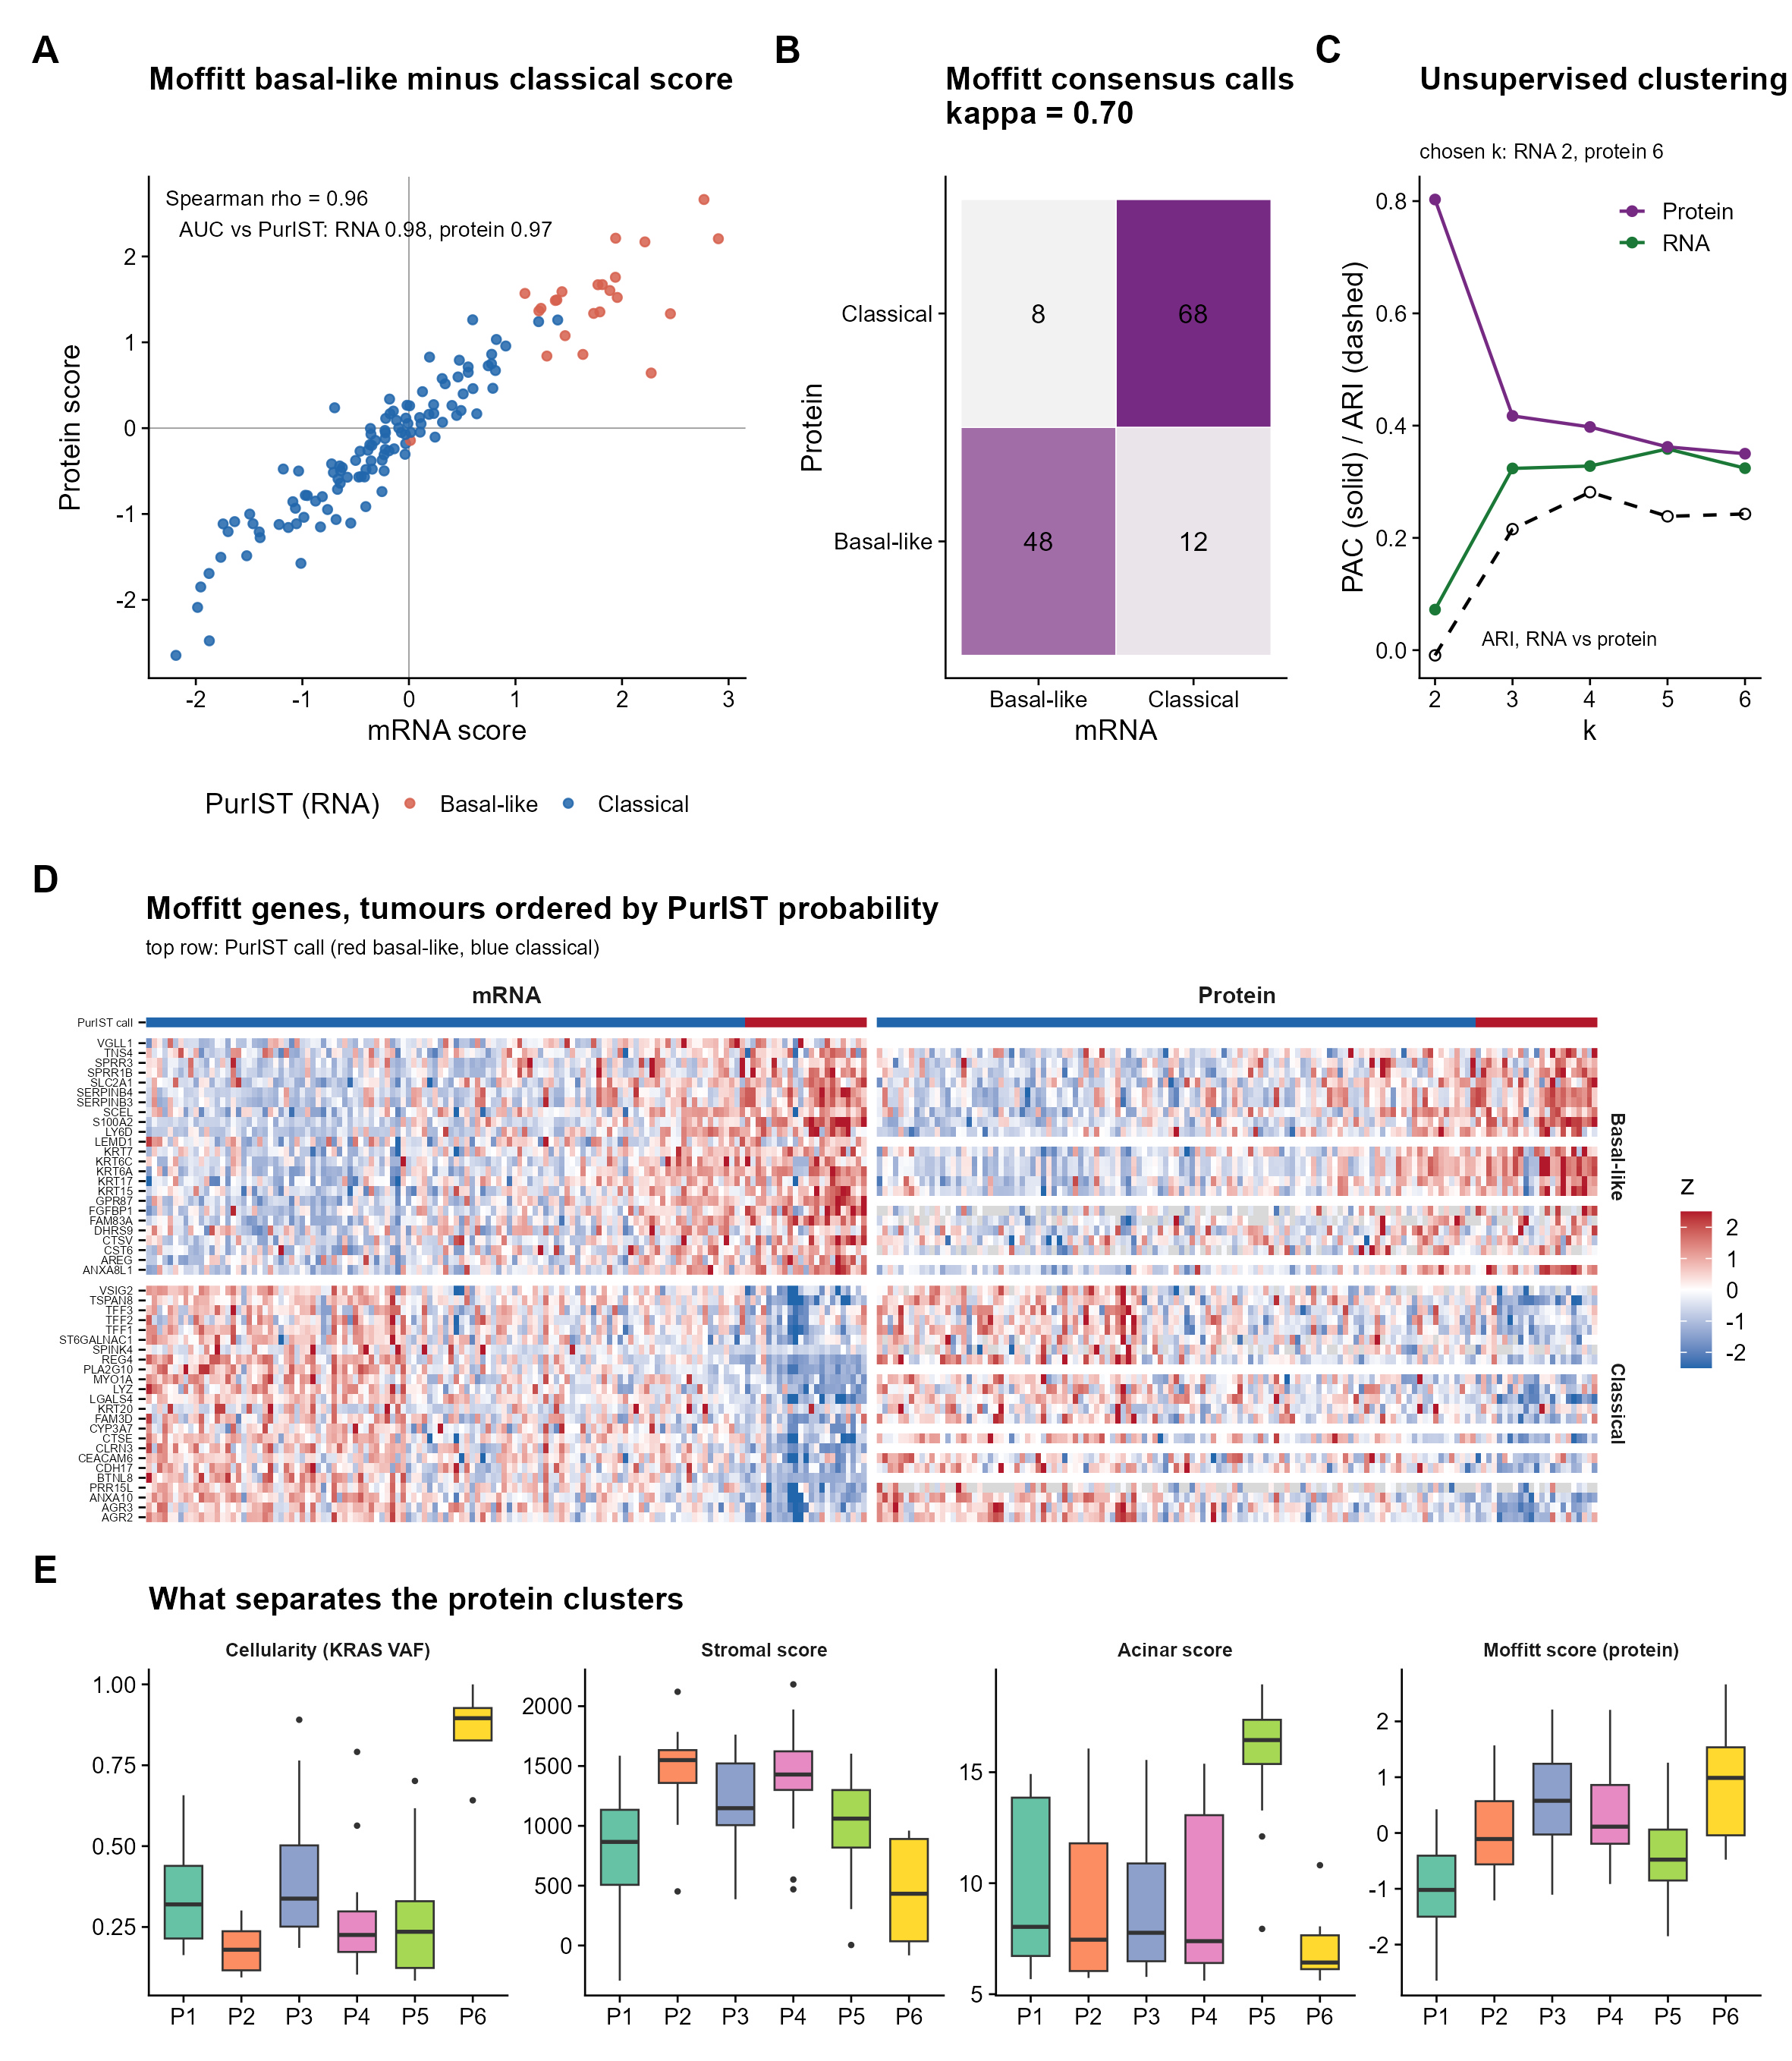 A
Moffitt basal-like minus classical score
Spearman rho = 0.96
AUC vs PurIST: RNA 0.98, protein 0.97
Protein score
2
1
0
-1
-2
-2
-1
0
1
2
3
mRNA score
PurIST (RNA)
Basal-like
Classical
B
Moffitt consensus calls
kappa = 0.70
Protein
Classical
8
68
Basal-like
48
12
Basal-like
Classical
mRNA
C
Unsupervised clustering
chosen k: RNA 2, protein 6
PAC (solid) / ARI (dashed)
0.8
0.6
0.4
0.2
0.0
Protein
RNA
ARI, RNA vs protein
2
3
4
5
6
k
D
Moffitt genes, tumours ordered by PurIST probability
top row: PurIST call (red basal-like, blue classical)
mRNA
Protein
PurIST call
VGLL1
TNS4
SPRR3
SPRR1B
SLC2A1
SERPINB4
SERPINB3
SCEL
S100A2
LY6D
LEMD1
KRT7
KRT6C
KRT6A
KRT17
KRT15
GPR87
FGFBP1
FAM83A
DHRS9
CTSV
CST6
AREG
ANXA8L1
Basal-like
VSIG2
TSPAN8
TFF3
TFF2
TFF1
ST6GALNAC1
SPINK4
REG4
PLA2G10
MYO1A
LYZ
LGALS4
KRT20
FAM3D
CYP3A7
CTSE
CLRN3
CEACAM6
CDH17
BTNL8
PRR15L
ANXA10
AGR3
AGR2
Classical
z
2
1
0
-1
-2
E
What separates the protein clusters
Cellularity (KRAS VAF)
1.00
0.75
0.50
0.25
P1
P2
P3
P4
P5
P6
Stromal score
2000
1500
1000
500
0
P1
P2
P3
P4
P5
P6
Acinar score
15
10
5
P1
P2
P3
P4
P5
P6
Moffitt score (protein)
2
1
0
-1
-2
P1
P2
P3
P4
P5
P6